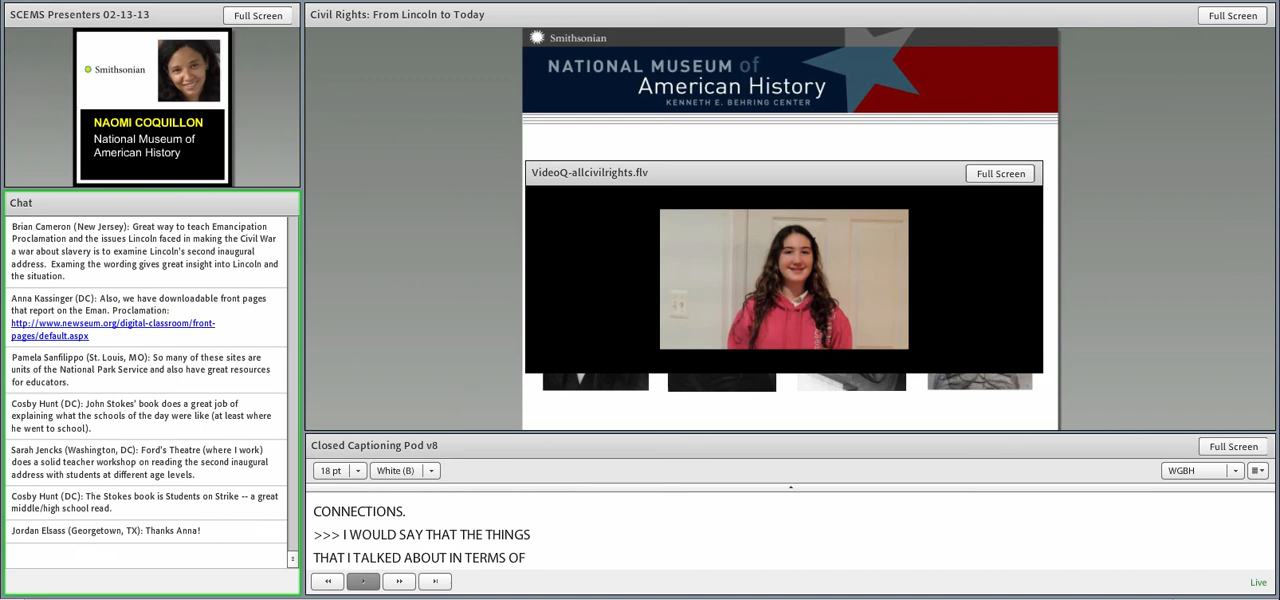 SCEMS Presenters 02-13-13
Full Screen
Smithsonian
NAOMI COQUILLON
National Museum of
American History
Chat
Brian Cameron (New Jersey): Great way to teach Emancipation
Proclamation and the issues Lincoln faced in making the Civil War
a war about slavery is to examine Lincoln's second inaugural
address. Examing the wording gives great insight into Lincoln and
the situation.
Anna Kassinger (DC): Also, we have downloadable front pages
that report on the Eman. Proclamation:
http://www.newseum.org/digital-classroom/front-
pages/default.aspx
Pamela Sanfilippo (St. Louis, MO): So many of these sites are
units of the National Park Service and also have great resources
for educators.
Cosby Hunt (DC): John Stokes' book does a great job of
explaining what the schools of the day were like (at least where
he went to school).
Sarah Jencks (Washington, DC): Ford's Theatre (where I work)
does a solid teacher workshop on reading the second inaugural
address with students at different age levels.
Cosby Hunt (DC): The Stokes book is Students on Strike -- a great
middle/high school read.
Jordan Elsass (Georgetown, TX): Thanks Anna!
Civil Rights: From Lincoln to Today
Full Screen
Smithsonian
NATIONAL MUSEUM of
American History
KENNETH E. BEHRING CENTER
VideoQ-allcivilrights.flv
Full Screen
Closed Captioning Pod v8
Full Screen
18 pt
White (B)
WGBH
CONNECTIONS.
>>> I WOULD SAY THAT THE THINGS
THAT I TALKED ABOUT IN TERMS OF
Live